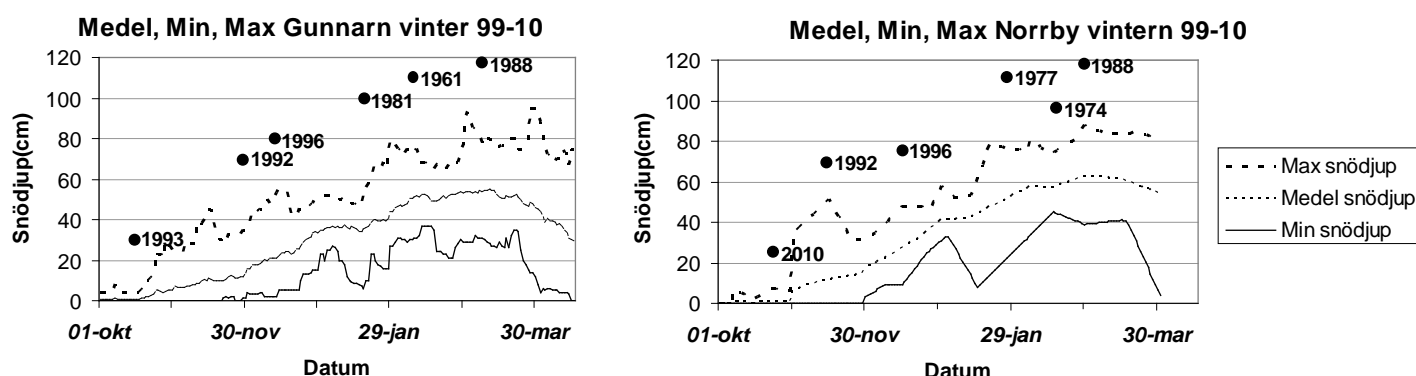 Medel, Min, Max Gunnarn vinter 99-10
Snödjup(cm)
120
100
80
60
40
20
0
1993
1992
1996
1981
1961
1988
01-okt
30-nov
29-jan
30-mar
Datum
Medel, Min, Max Norrby vintern 99-10
Snödjup(cm)
120
100
80
60
40
20
0
2010
1992
1996
1977
1974
1988
01-okt
30-nov
29-jan
30-mar
Datum
Max snödjup
Medel snödjup
Min snödjup